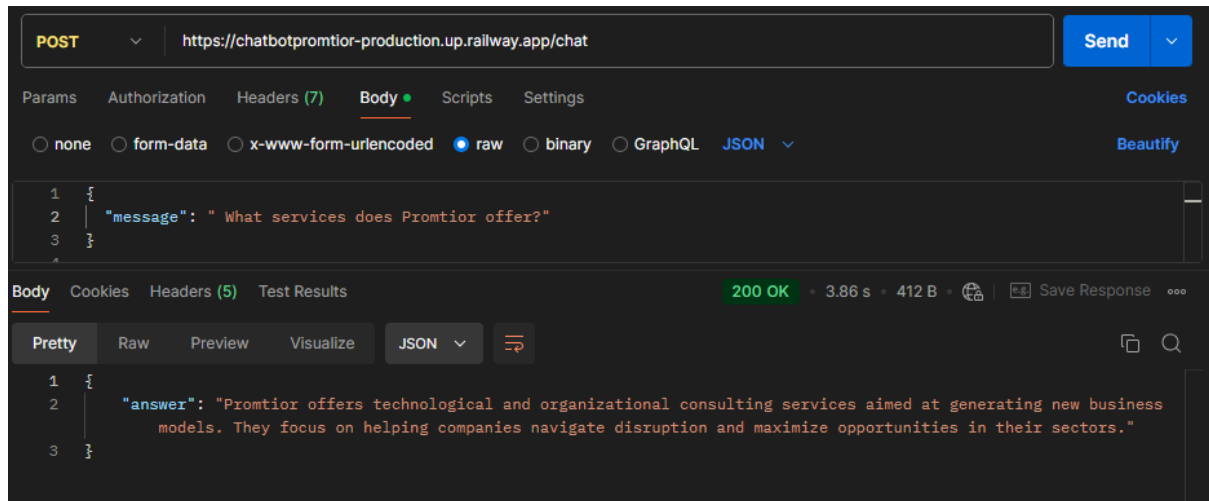 POST https://chatbotpromtior-production.up.railway.app/chat Send
Params Authorization Headers (7) Body Scripts Settings Cookies
none form-data x-www-form-urlencoded raw binary GraphQL JSON Beautify
1 {
2 "message": " What services does Promtior offer?"
3 }
Body Cookies Headers (5) Test Results 200 OK 3.86 s 412 B e.g. Save Response
Pretty Raw Preview Visualize JSON
1 {
2 "answer": "Promtior offers technological and organizational consulting services aimed at generating new business
models. They focus on helping companies navigate disruption and maximize opportunities in their sectors."
3 }